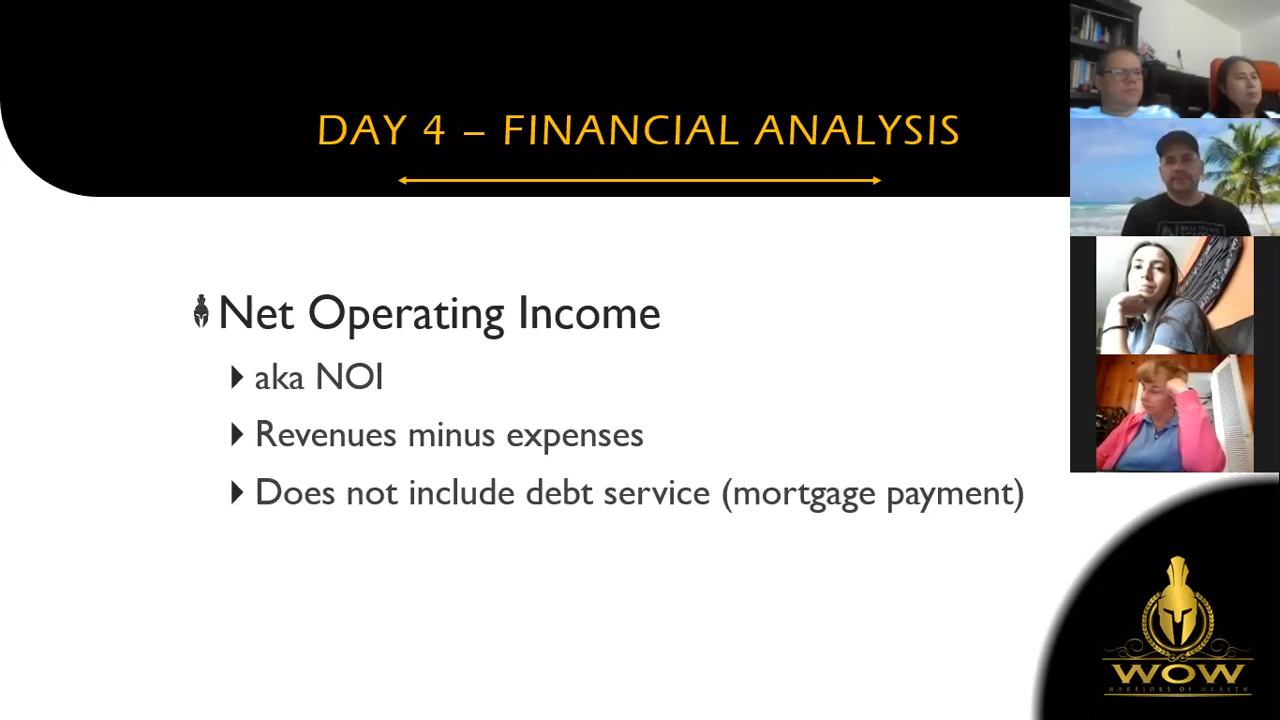 DAY 4 – FINANCIAL ANALYSIS
Net Operating Income
aka NOI
Revenues minus expenses
Does not include debt service (mortgage payment)
WOW
WARRIORS OF WEALTH